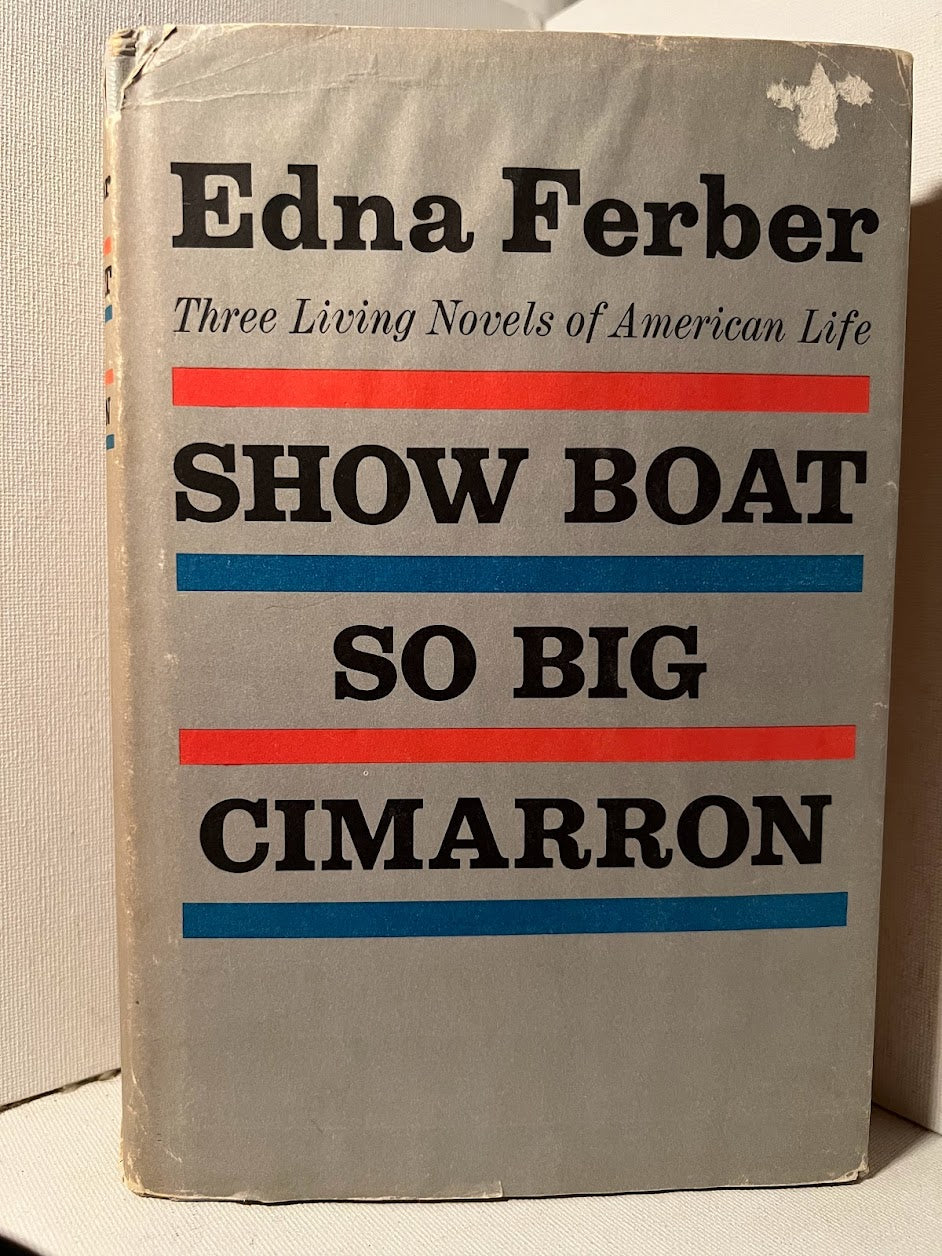 Edna Ferber
Three Living Novels of American Life
SHOW BOAT
SO BIG
CIMARRON